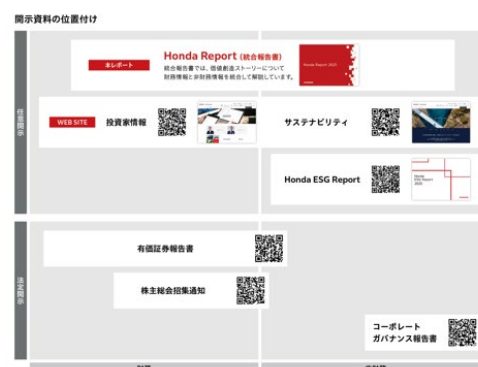 開示資料の位置付け
任意開示
本レポート
Honda Report（統合報告書）
統合報告書では、価値創造ストーリーについて
財務情報と非財務情報を統合して解説しています。
Honda Report 2025
WEB SITE
投資家情報
サステナビリティ
Honda ESG Report
Honda
ESG Report
2025
法定開示
有価証券報告書
株主総会招集通知
コーポレート
ガバナンス報告書